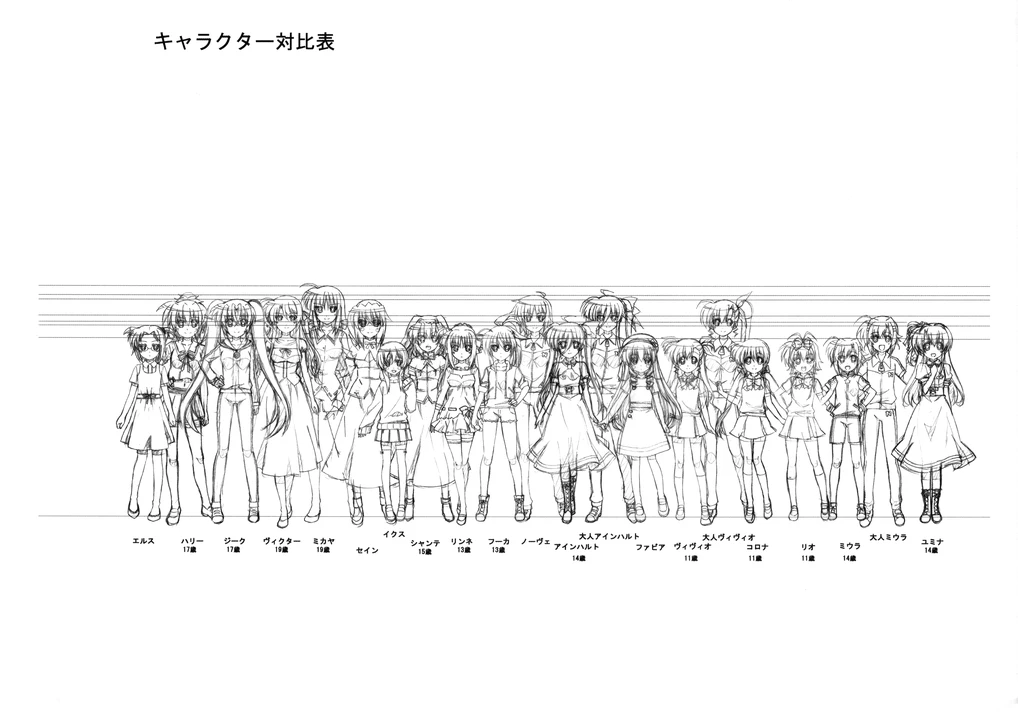 キャラクター対比表
エルス
ハリー
17歳
ジーク
17歳
ヴィクター
19歳
ミカヤ
19歳
セイン
イクス
シャンテ
15歳
リンネ
13歳
フーカ
13歳
ノーヴェ
アインハルト
14歳
大人アインハルト
ファビア
ヴィヴィオ
11歳
大人ヴィヴィオ
コロナ
11歳
リオ
11歳
ミウラ
14歳
大人ミウラ
ユミナ
14歳